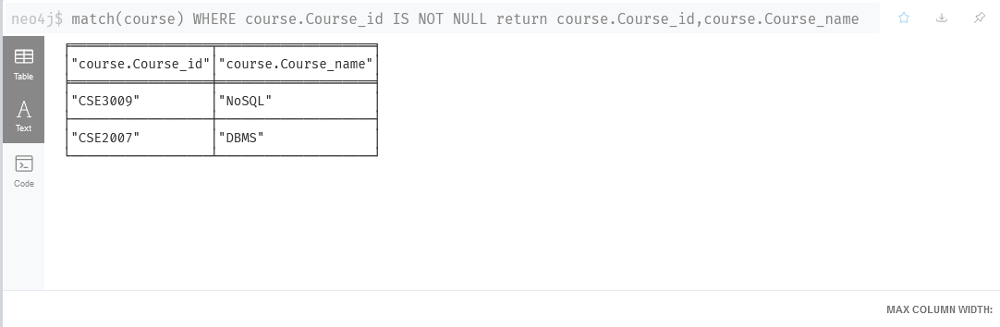 neo4j$ match(course) WHERE course.Course_id IS NOT NULL return course.Course_id,course.Course_name
Table
Text
Code
"course.Course_id" "course.Course_name"
"CSE3009" "NoSQL"
"CSE2007" "DBMS"
MAX COLUMN WIDTH: